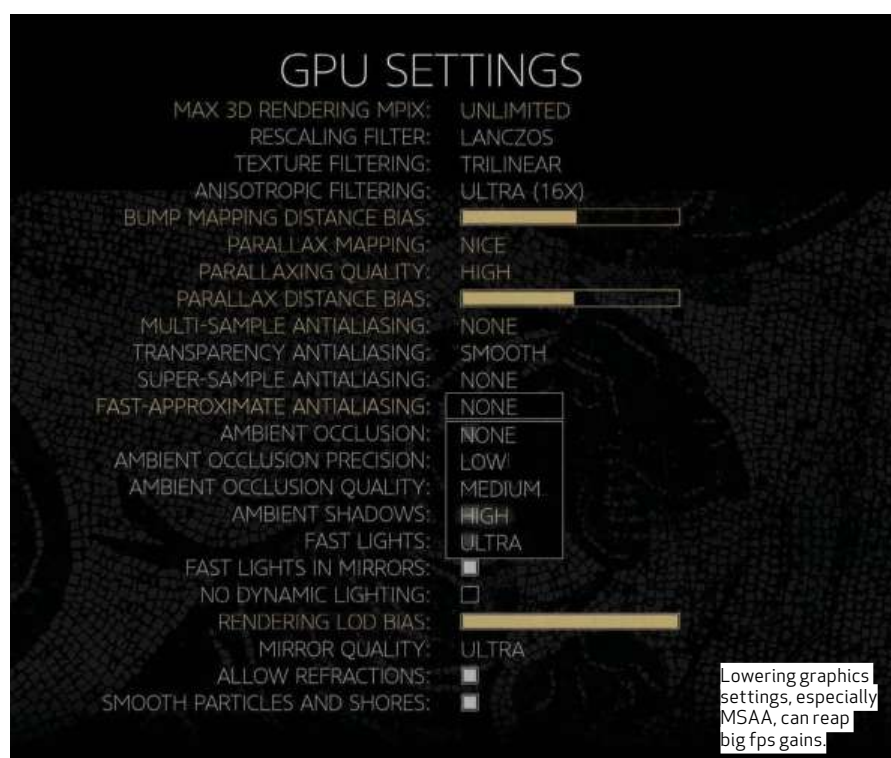 GPU SETTINGS
MAX 3D RENDERING MPIX: UNLIMITED
RESCALING FILTER: LANCZOS
TEXTURE FILTERING: TRILINEAR
ANISOTROPIC FILTERING: ULTRA (16X)
BUMP MAPPING DISTANCE BIAS:
PARALLAX MAPPING: NICE
PARALLAXING QUALITY: HIGH
PARALLAX DISTANCE BIAS:
MULTI-SAMPLE ANTIALIASING: NONE
TRANSPARENCY ANTIALIASING: SMOOTH
SUPER-SAMPLE ANTIALIASING: NONE
FAST-APPROXIMATE ANTIALIASING: NONE
AMBIENT OCCLUSION: NONE
AMBIENT OCCLUSION PRECISION: LOW
AMBIENT OCCLUSION QUALITY: MEDIUM
AMBIENT SHADOWS: HIGH
FAST LIGHTS: ULTRA
FAST LIGHTS IN MIRRORS:
NO DYNAMIC LIGHTING:
RENDERING LOD BIAS:
MIRROR QUALITY: ULTRA
ALLOW REFRACTIONS:
SMOOTH PARTICLES AND SHORES:
Lowering graphics
settings, especially
MSAA, can reap
big fps gains.